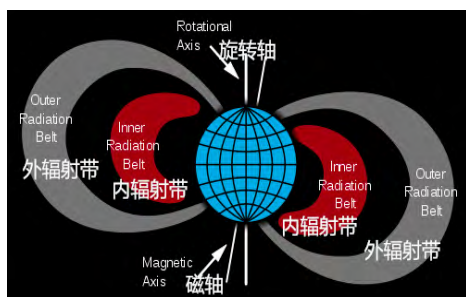 Rotational
Axis
旋转轴
Outer
Radiation
Belt
外辐射带
Inner
Radiation
Belt
内辐射带
Inner
Radiation
Belt
内辐射带
Outer
Radiation
Belt
外辐射带
Magnetic
Axis
磁轴